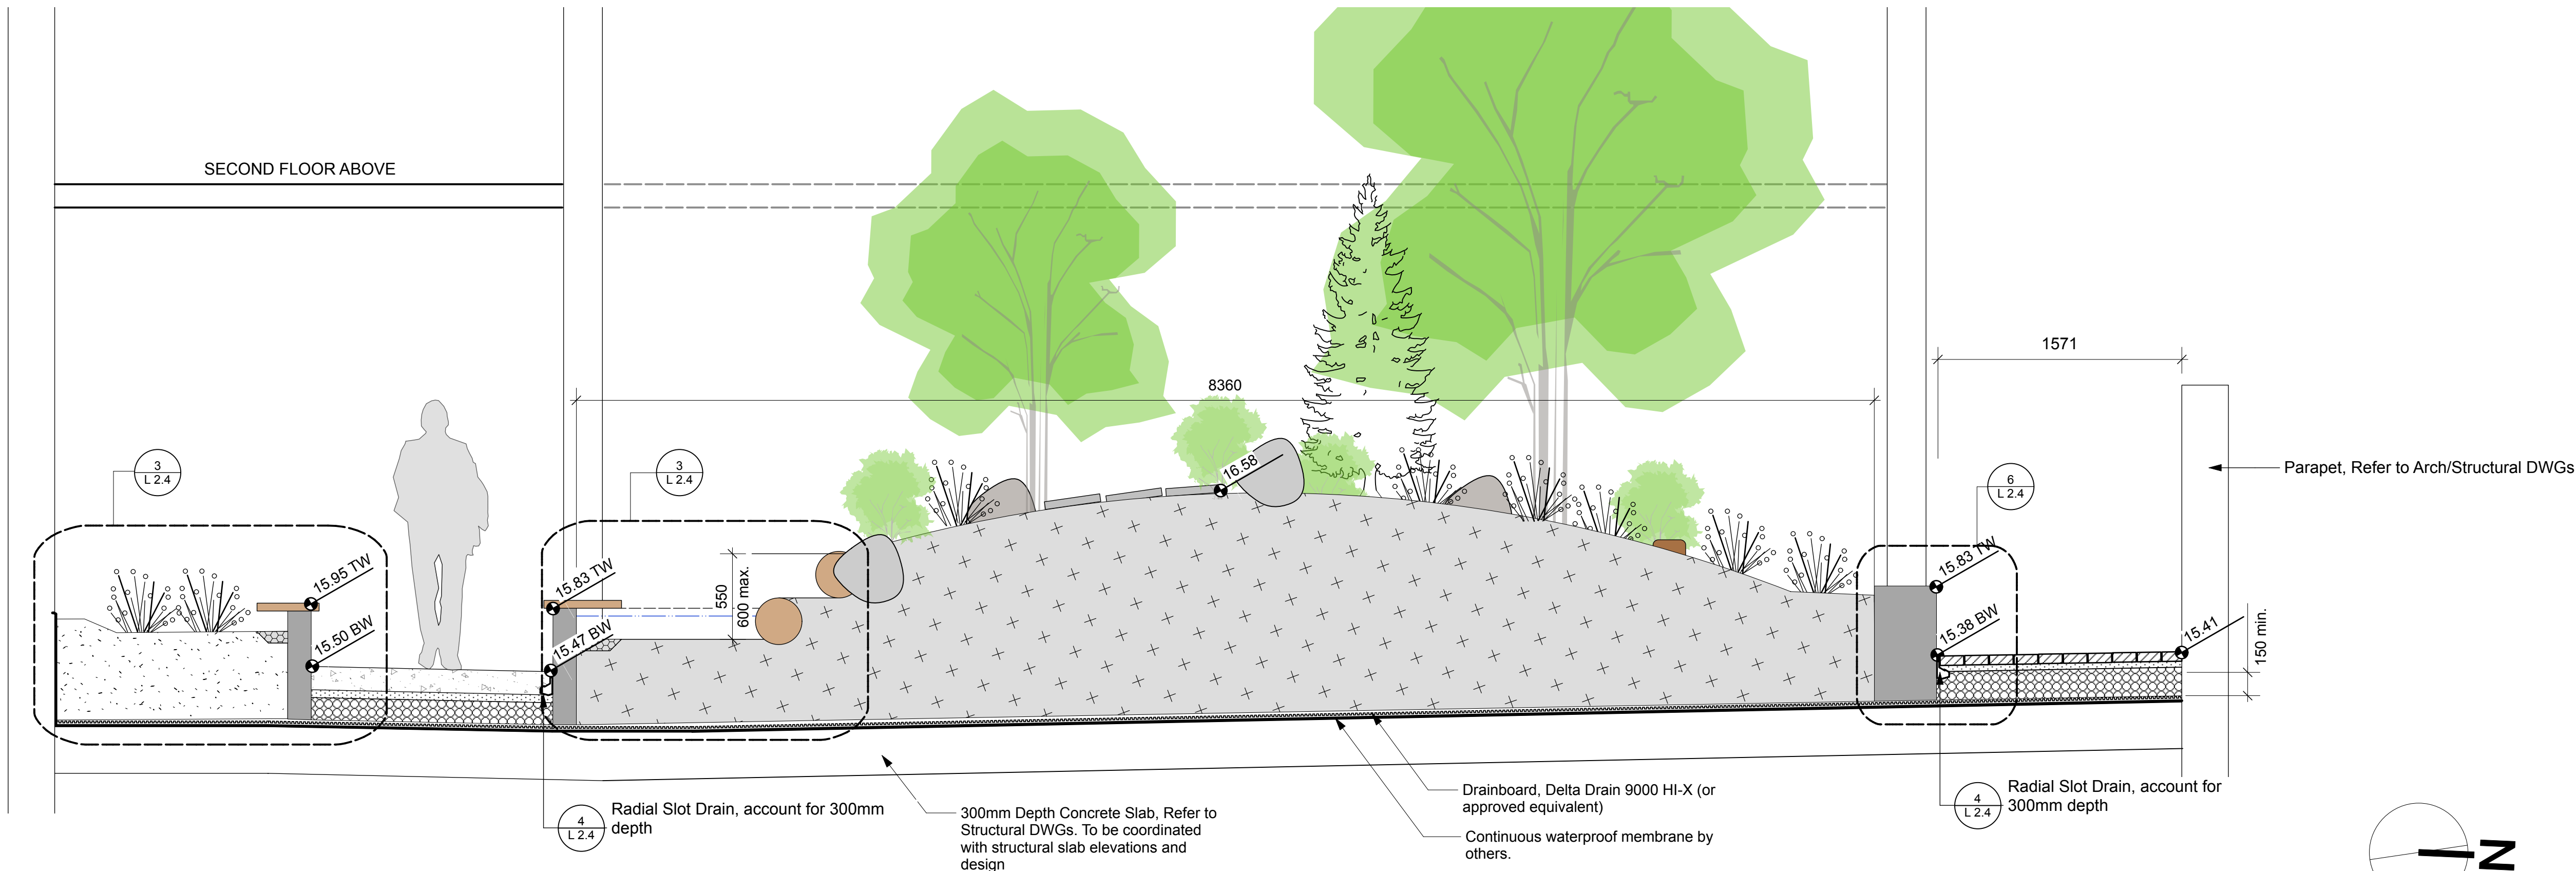 SECOND FLOOR ABOVE
1571
8360
3
L 2.4
3
L 2.4
16.58
Parapet, Refer to Arch/Structural DWGs
6
L 2.4
15.95 TW
15.83 TW
550
600 max.
15.83 TW
15.50 BW
15.47 BW
15.38 BW
15.41
150 min.
4
L 2.4
Radial Slot Drain, account for 300mm
depth
300mm Depth Concrete Slab, Refer to
Structural DWGs. To be coordinated
with structural slab elevations and
design
Drainboard, Delta Drain 9000 HI-X (or
approved equivalent)
Continuous waterproof membrane by
others.
4
L 2.4
Radial Slot Drain, account for
300mm depth
N